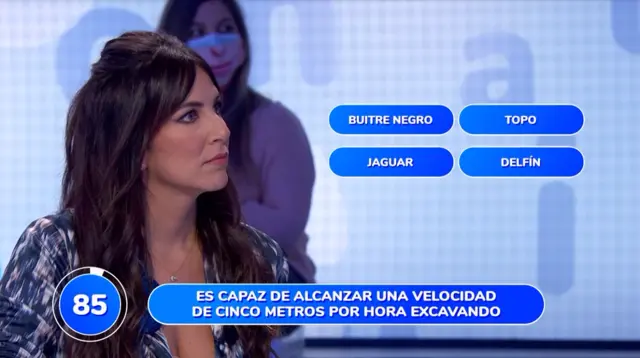 BUITRE NEGRO
TOPO
JAGUAR
DELFÍN
85
ES CAPAZ DE ALCANZAR UNA VELOCIDAD
DE CINCO METROS POR HORA EXCAVANDO